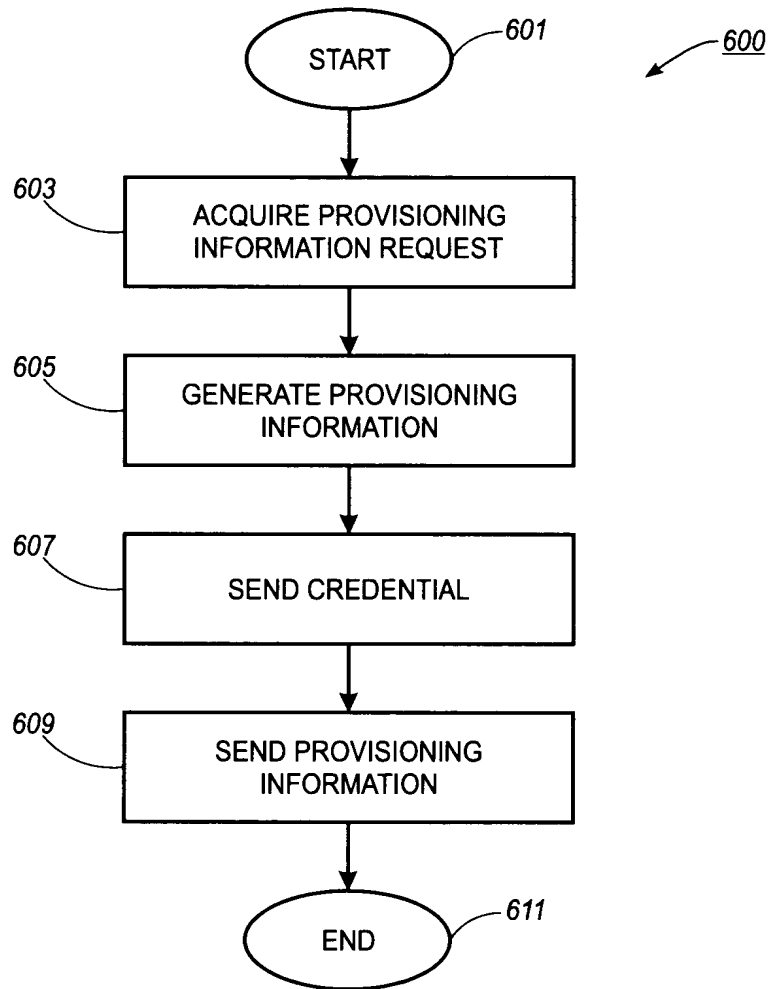 START
601
600
603
ACQUIRE PROVISIONING
INFORMATION REQUEST
605
GENERATE PROVISIONING
INFORMATION
607
SEND CREDENTIAL
609
SEND PROVISIONING
INFORMATION
END
611